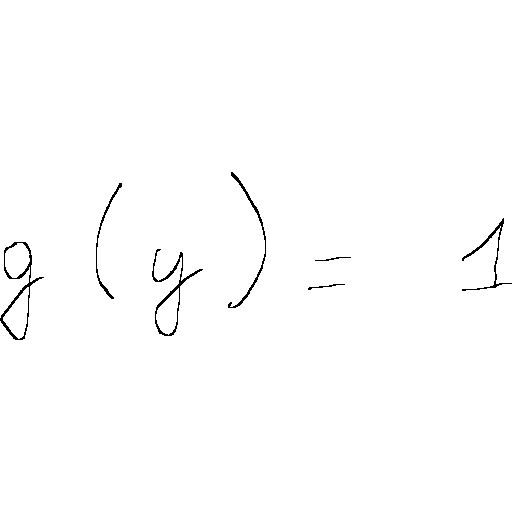 g(y) = 1